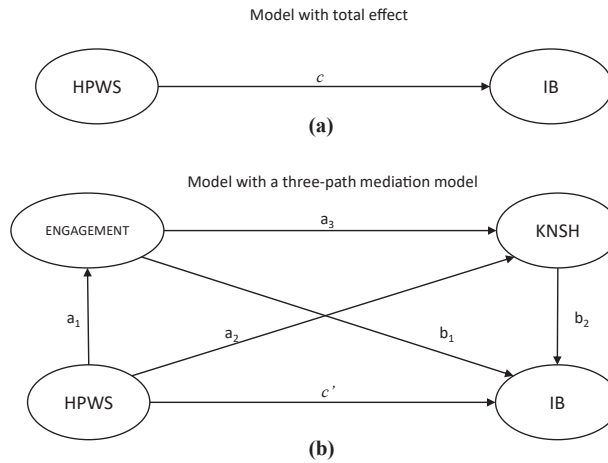 Model with total effect
HPWS
c
IB
(a)
Model with a three-path mediation model
ENGAGEMENT
a₃
KNSH
a₁
a₂
b₁
b₂
HPWS
c’
IB
(b)